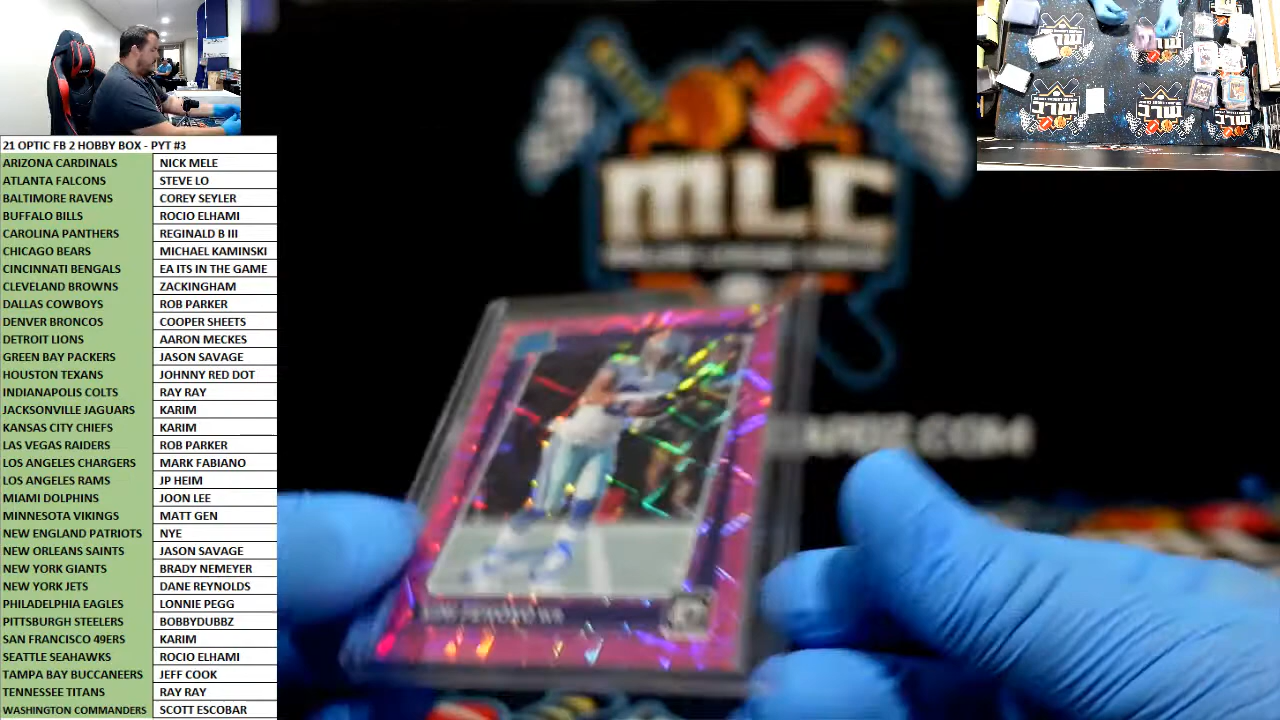 21 OPTIC FB 2 HOBBY BOX - PYT #3
ARIZONA CARDINALS NICK MELE
ATLANTA FALCONS STEVE LO
BALTIMORE RAVENS COREY SEYLER
BUFFALO BILLS ROCIO ELHAMI
CAROLINA PANTHERS REGINALD B III
CHICAGO BEARS MICHAEL KAMINSKI
CINCINNATI BENGALS EA ITS IN THE GAME
CLEVELAND BROWNS ZACKINGHAM
DALLAS COWBOYS ROB PARKER
DENVER BRONCOS COOPER SHEETS
DETROIT LIONS AARON MECKES
GREEN BAY PACKERS JASON SAVAGE
HOUSTON TEXANS JOHNNY RED DOT
INDIANAPOLIS COLTS RAY RAY
JACKSONVILLE JAGUARS KARIM
KANSAS CITY CHIEFS KARIM
LAS VEGAS RAIDERS ROB PARKER
LOS ANGELES CHARGERS MARK FABIANO
LOS ANGELES RAMS JP HEIM
MIAMI DOLPHINS JOON LEE
MINNESOTA VIKINGS MATT GEN
NEW ENGLAND PATRIOTS NYE
NEW ORLEANS SAINTS JASON SAVAGE
NEW YORK GIANTS BRADY NEMEYER
NEW YORK JETS DANE REYNOLDS
PHILADELPHIA EAGLES LONNIE PEGG
PITTSBURGH STEELERS BOBBYDUBBZ
SAN FRANCISCO 49ERS KARIM
SEATTLE SEAHAWKS ROCIO ELHAMI
TAMPA BAY BUCCANEERS JEFF COOK
TENNESSEE TITANS RAY RAY
WASHINGTON COMMANDERS SCOTT ESCOBAR
MLC